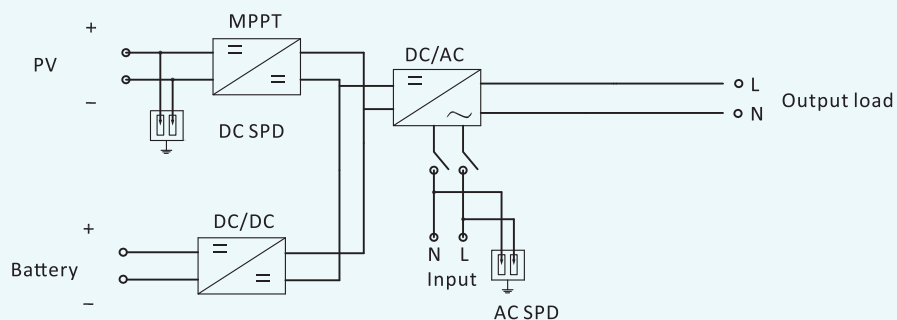 MPPT
+
PV
−
DC SPD
DC/AC
L
N
Output load
DC/DC
+
Battery
−
N L
Input
AC SPD